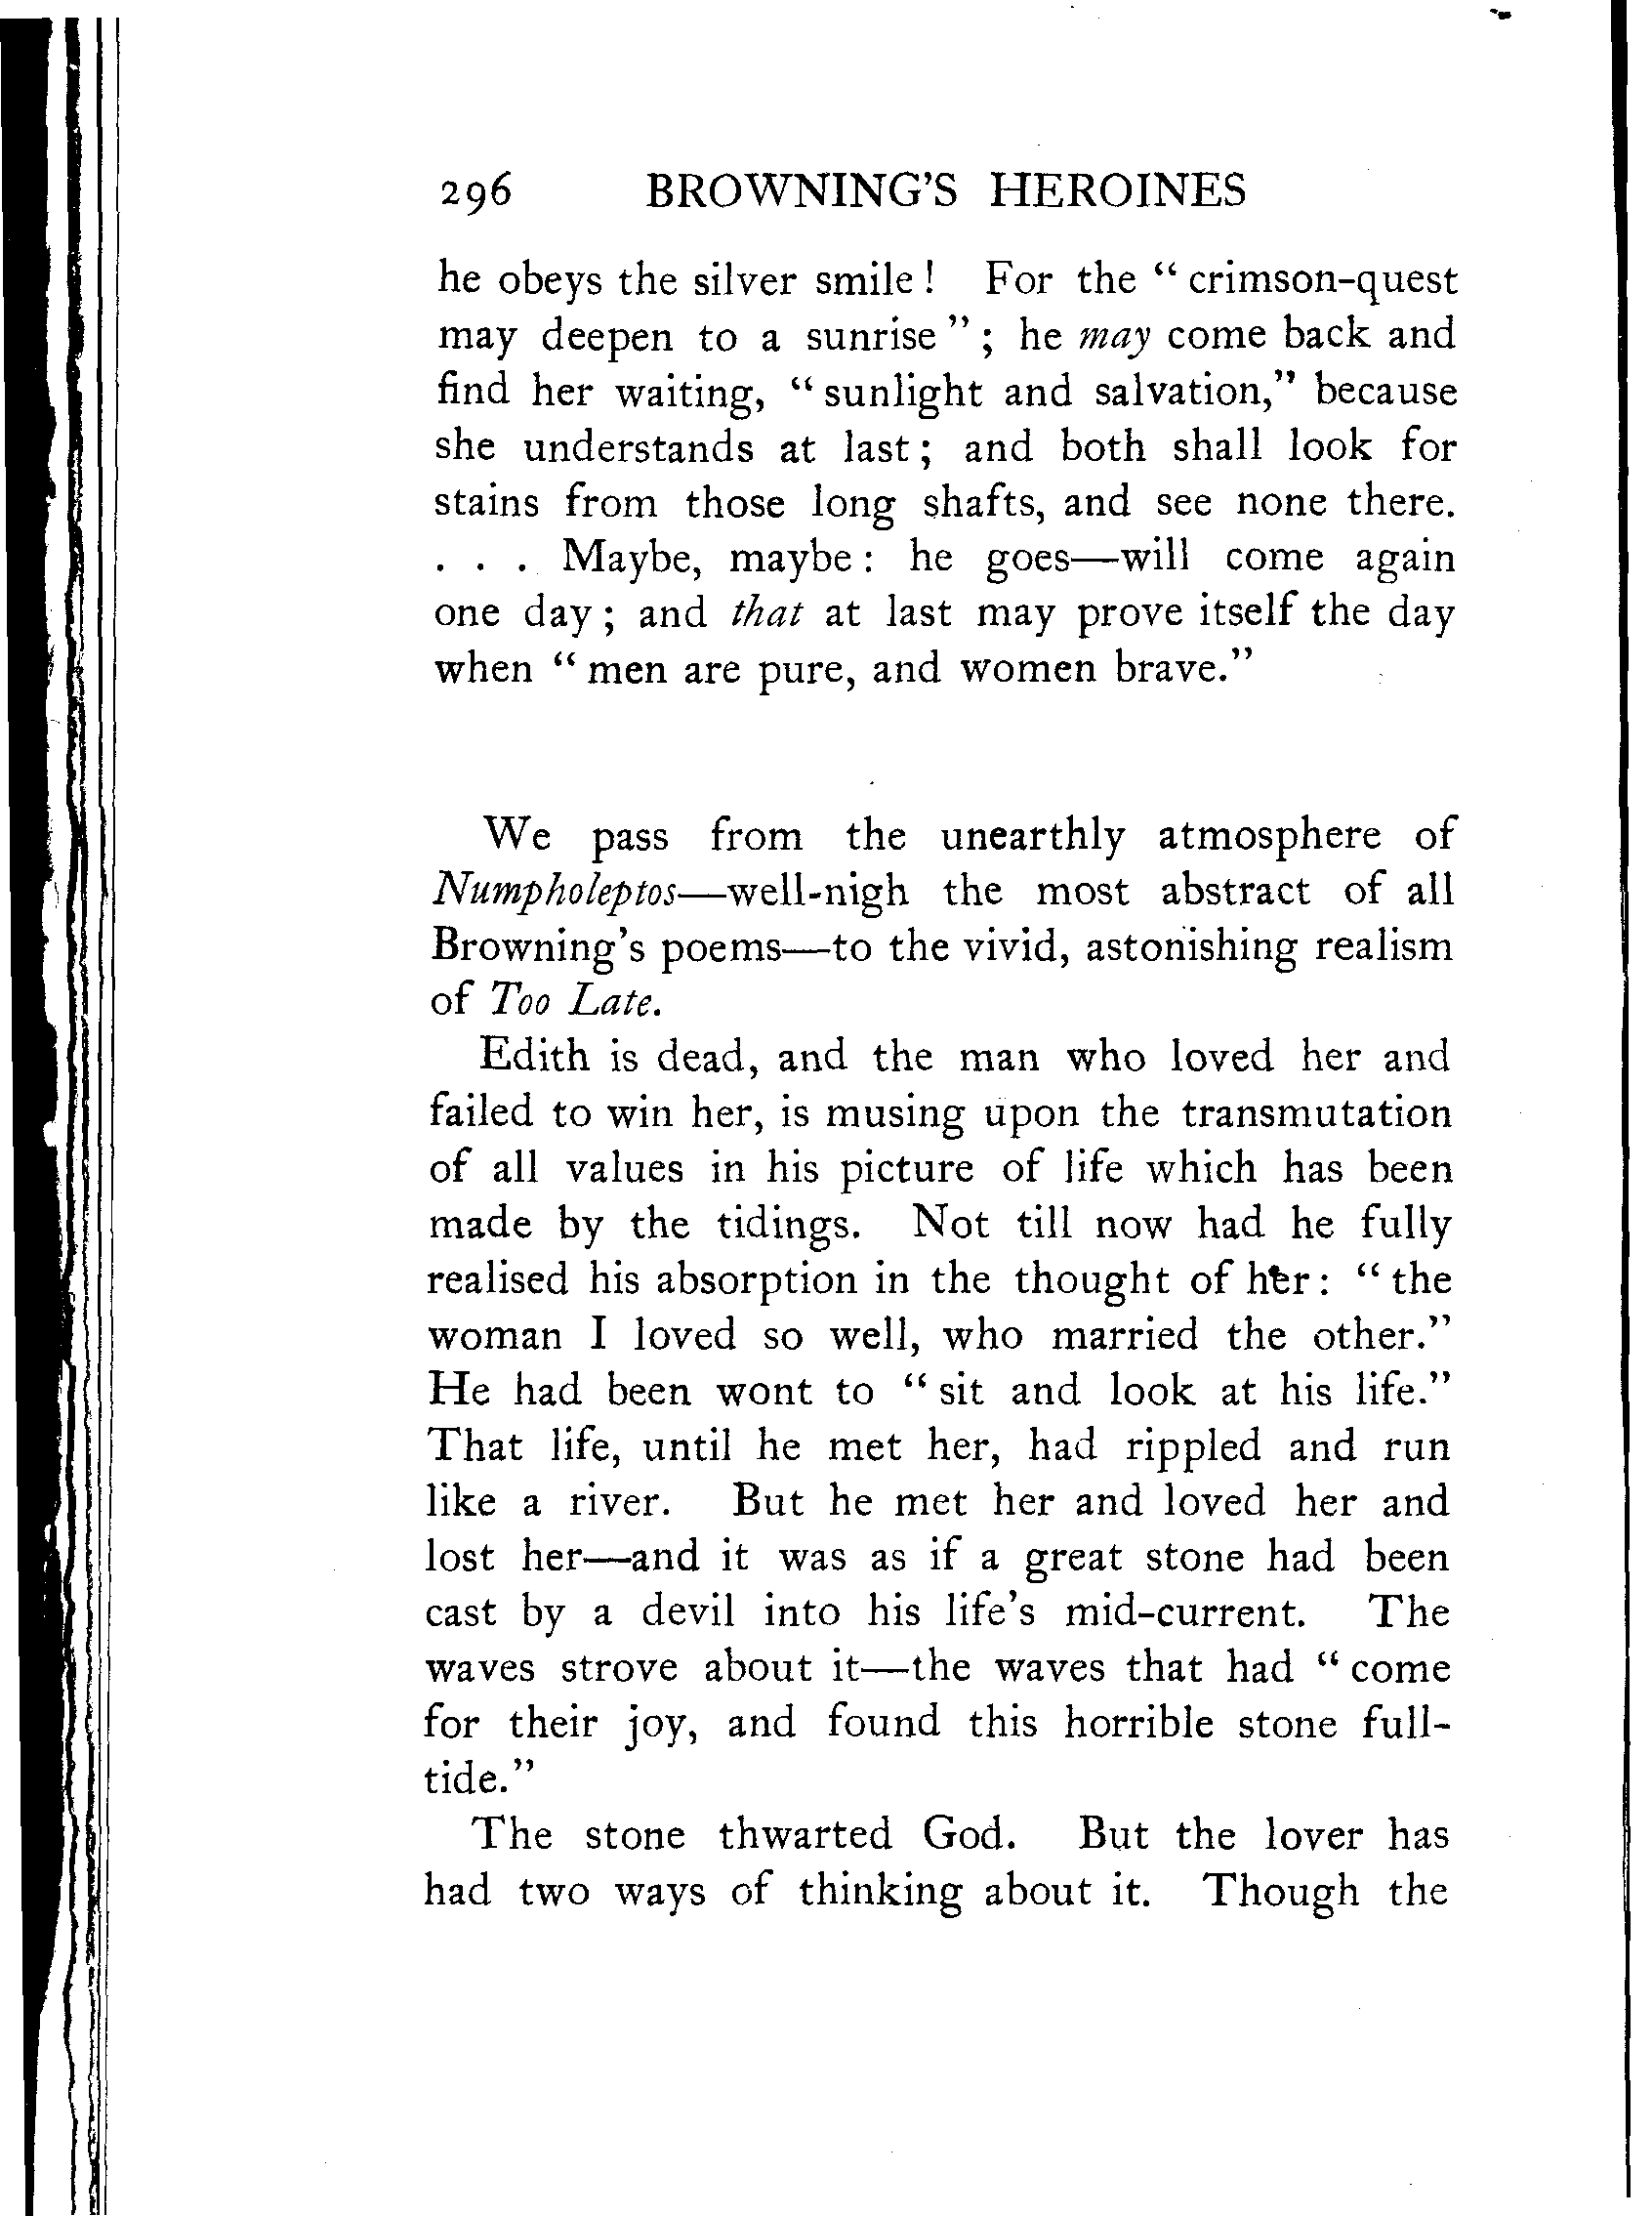 296 BROWNING'S HEROINES
he obeys the silver smile! For the "crimson-quest
may deepen to a sunrise"; he may come back and
find her waiting, "sunlight and salvation," because
she understands at last; and both shall look for
stains from those long shafts, and see none there.
. . . Maybe, maybe: he goes—will come again
one day; and that at last may prove itself the day
when "men are pure, and women brave."
We pass from the unearthly atmosphere of
Numpholeptos—well-nigh the most abstract of all
Browning's poems—to the vivid, astonishing realism
of Too Late.
Edith is dead, and the man who loved her and
failed to win her, is musing upon the transmutation
of all values in his picture of life which has been
made by the tidings. Not till now had he fully
realised his absorption in the thought of her: "the
woman I loved so well, who married the other."
He had been wont to "sit and look at his life."
That life, until he met her, had rippled and run
like a river. But he met her and loved her and
lost her—and it was as if a great stone had been
cast by a devil into his life's mid-current. The
waves strove about it—the waves that had "come
for their joy, and found this horrible stone full-
tide."
The stone thwarted God. But the lover has
had two ways of thinking about it. Though the